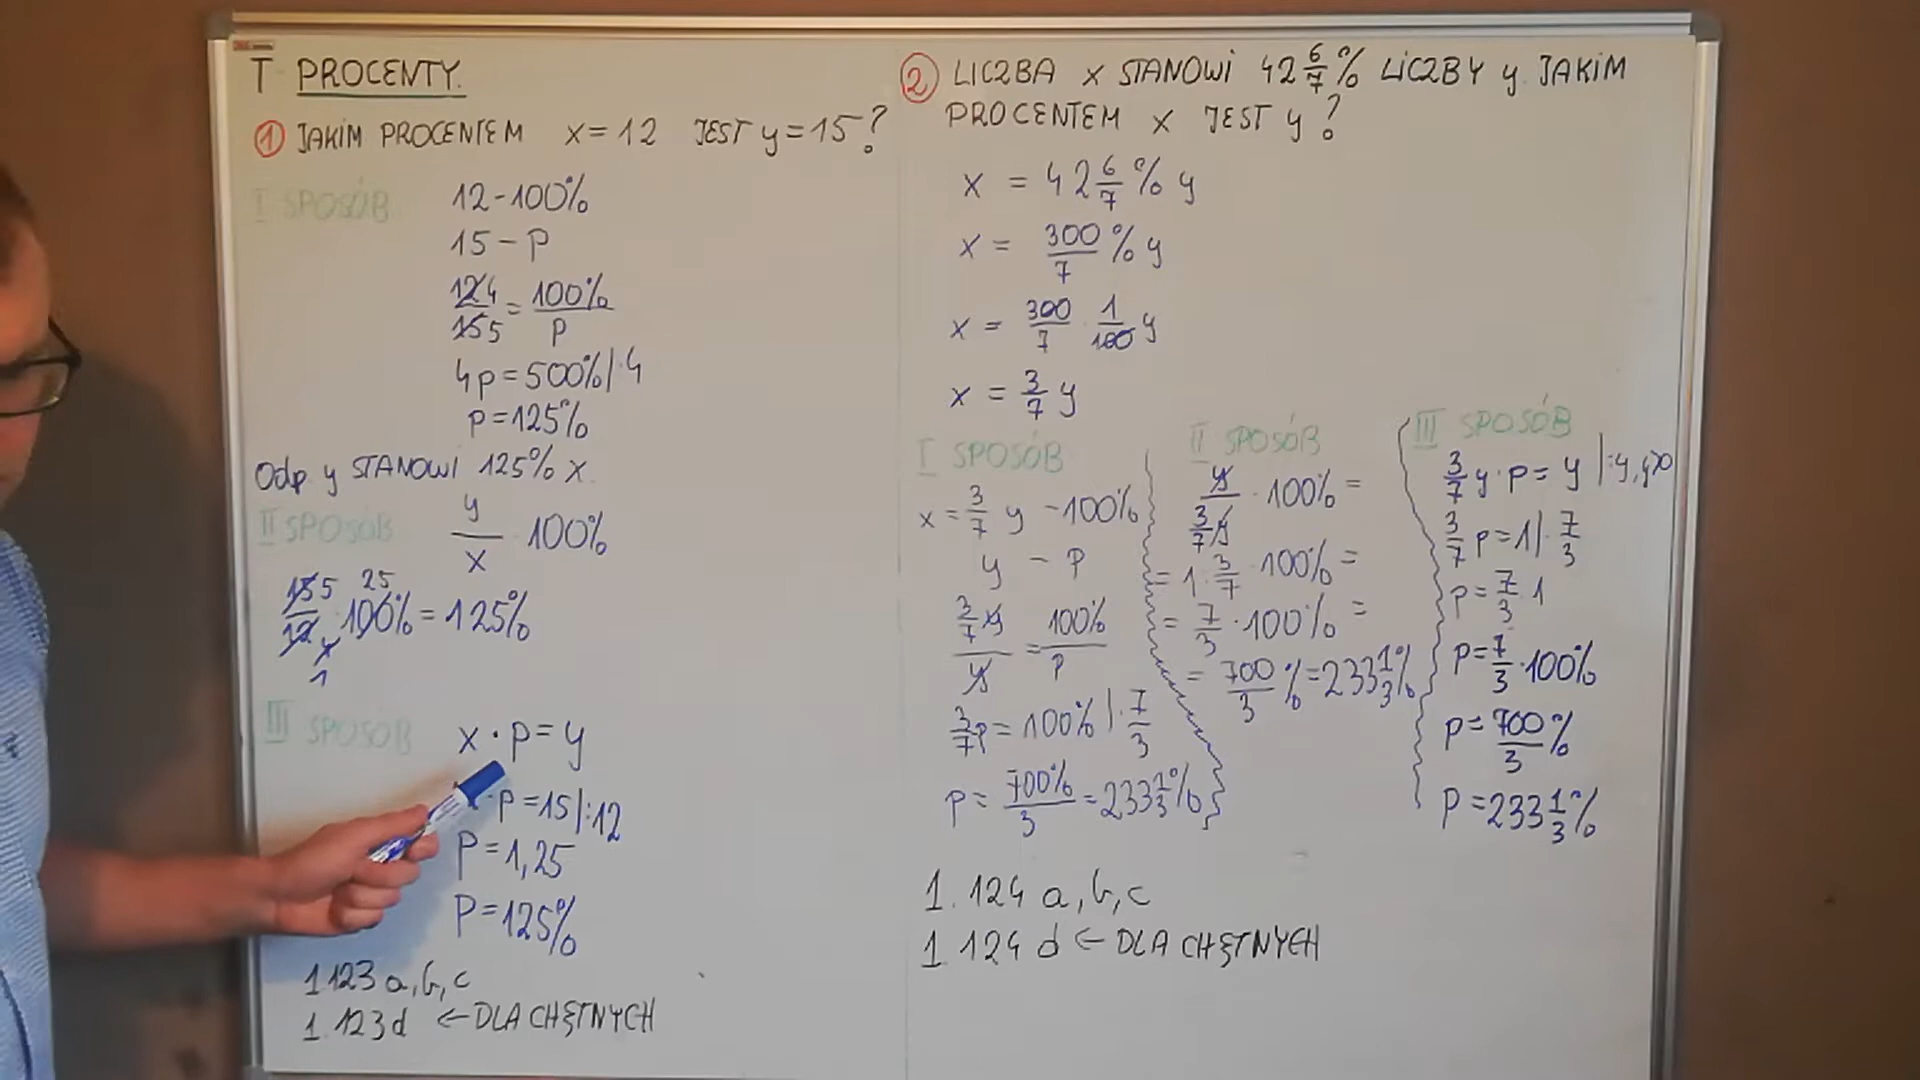 T PROCENTY.
① JAKIM PROCENTEM x = 12 JEST y = 15?
I SPOSÓB
12 - 100%
15 - p
12 4 / 15 5 = 100% / p
4p = 500% | : 4
p = 125%
Odp y STANOWI 125% x.
II SPOSÓB
y/x · 100%
15 5 / 12 · 100 25 % = 125%
1
III SPOSÓB
x · p = y
· p = 15 | : 12
P = 1,25
P = 125%
1.123 a, b, c
1.123 d ← DLA CHĘTNYCH
② LICZBA x STANOWI 42 6/7 % LICZBY y. JAKIM
PROCENTEM x JEST y?
x = 42 6/7 % y
x = 300/7 % y
x = 300/7 · 1/100 y
x = 3/7 y
I SPOSÓB
x = 3/7 y - 100%
y - p
3/7 y / y = 100% / p
3/7 p = 100% | · 7/3
p = 700%/3 = 233 1/3 %
II SPOSÓB
y / 3/7 y · 100% =
= 1 · 3/7 · 100% =
= 7/3 · 100% =
= 700/3 % = 233 1/3 %
III SPOSÓB
3/7 y · p = y | : y, y>0
3/7 p = 1 | · 7/3
p = 7/3 · 1
p = 7/3 · 100%
p = 700/3 %
p = 233 1/3 %
1. 124 a, b, c
1. 124 d ← DLA CHĘTNYCH